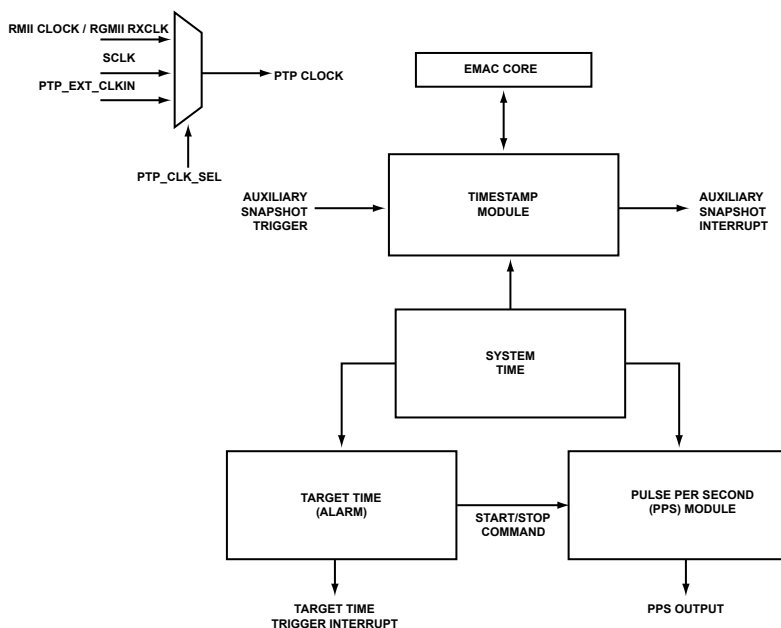 RMII CLOCK / RGMII RXCLK
SCLK
PTP_EXT_CLKIN
PTP CLOCK
PTP_CLK_SEL
EMAC CORE
AUXILIARY
SNAPSHOT
TRIGGER
TIMESTAMP
MODULE
AUXILIARY
SNAPSHOT
INTERRUPT
SYSTEM
TIME
TARGET TIME
(ALARM)
START/STOP
COMMAND
PULSE PER SECOND
(PPS) MODULE
TARGET TIME
TRIGGER INTERRUPT
PPS OUTPUT